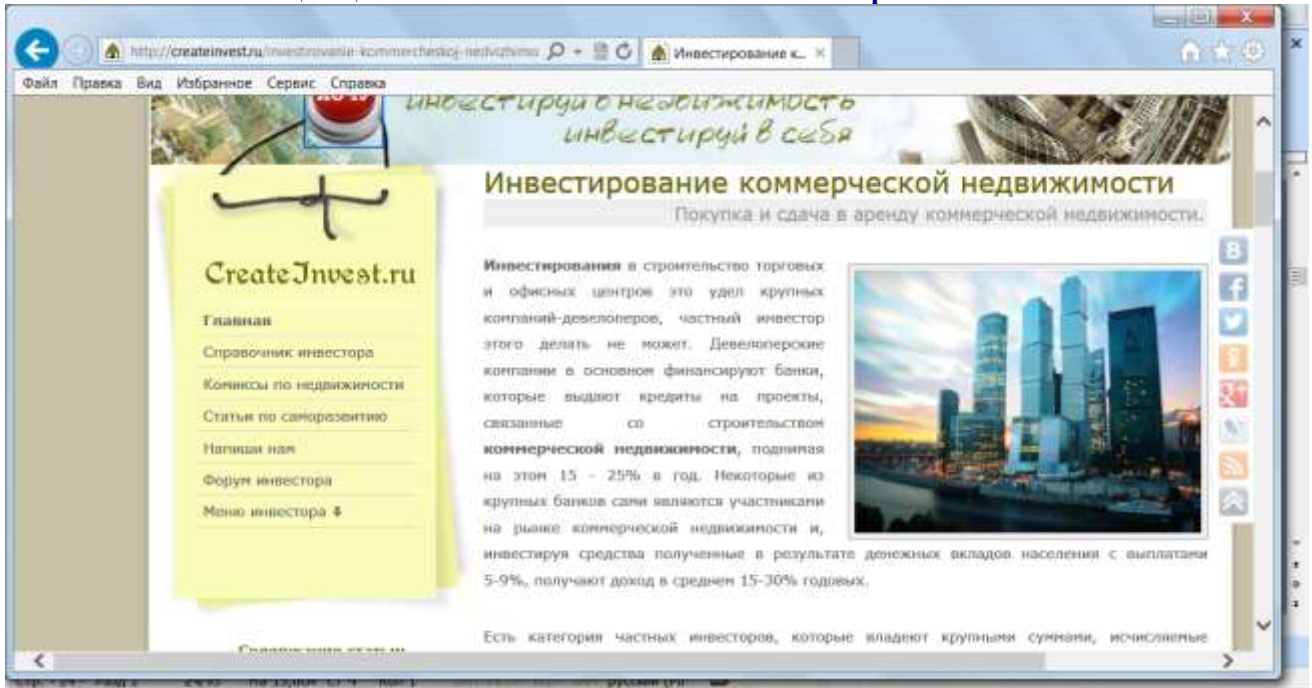 http://createinvest.ru/investirovanie-kommercheskoj-nedvizhimo
Инвестирование к...
Файл Правка Вид Избранное Сервис Справка
инвестируй в недвижимость
инвестируй в себя
Инвестирование коммерческой недвижимости
Покупка и сдача в аренду коммерческой недвижимости.
CreateInvest.ru
Главная
Справочник инвестора
Комиксы по недвижимости
Статьи по саморазвитию
Напиши нам
Форум инвестора
Меню инвестора
Инвестирования в строительство торговых
и офисных центров это удел крупных
компаний-девелоперов, частный инвестор
этого делать не может. Девелоперские
компании в основном финансируют банки,
которые выдают кредиты на проекты,
связанные со строительством
коммерческой недвижимости, поднимая
на этом 15 - 25% в год. Некоторые из
крупных банков сами являются участниками
на рынке коммерческой недвижимости и,
инвестируя средства полученные в результате денежных вкладов населения с выплатами
5-9%, получают доход в среднем 15-30% годовых.
Есть категория частных инвесторов, которые владеют крупными суммами, исчисляемые
Содержание статьи